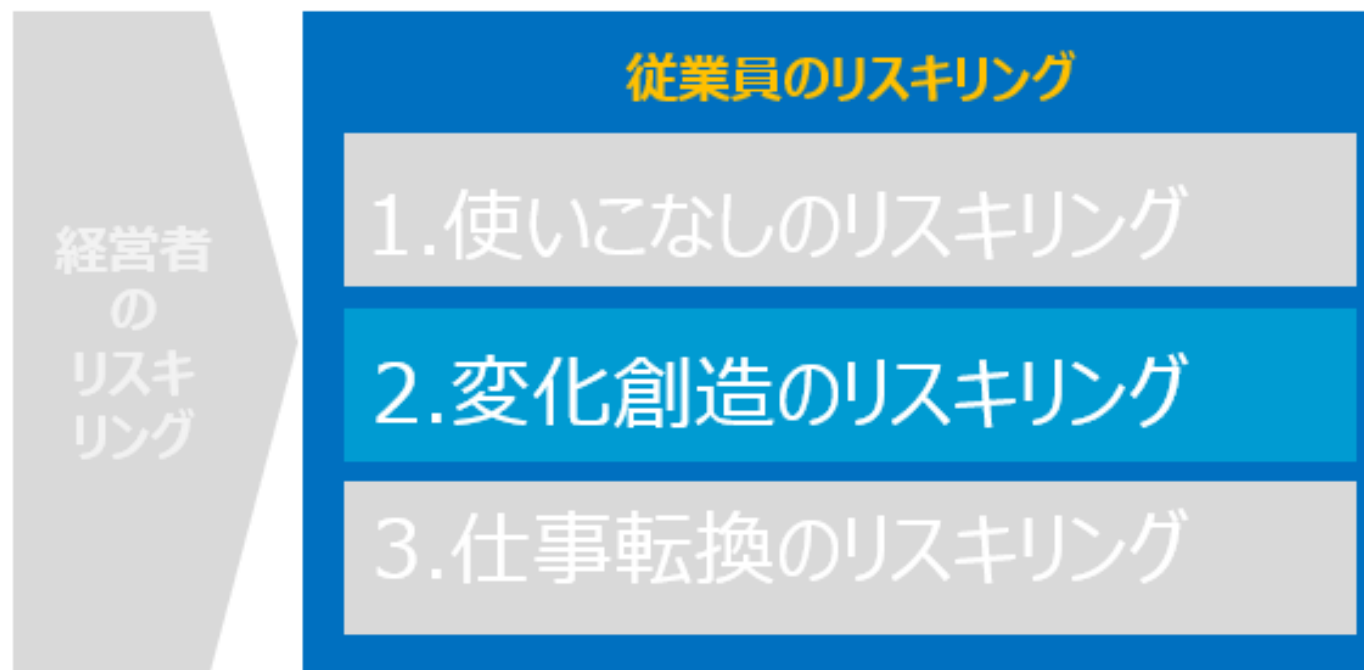 経営者
の
リスキ
リング
従業員のリスキリング
1.使いこなしのリスキリング
2.変化創造のリスキリング
3.仕事転換のリスキリング